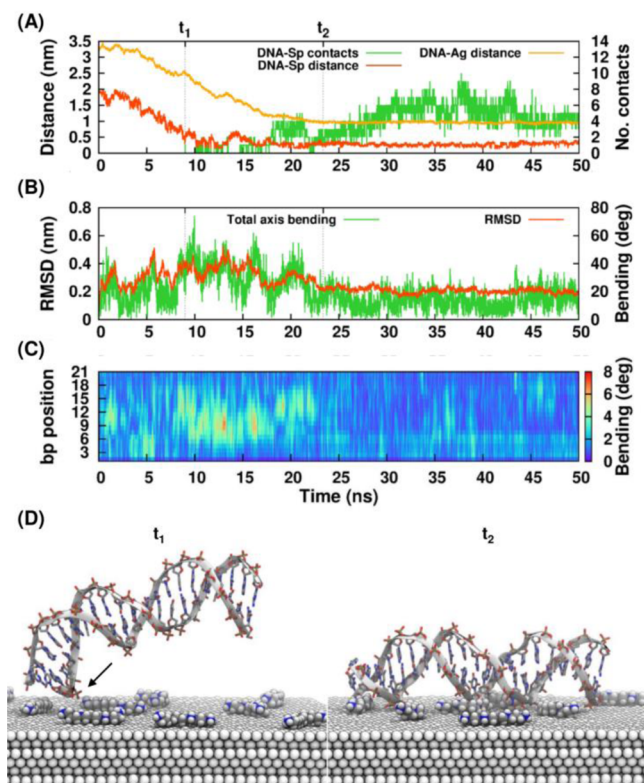 (A)
t1
t2
DNA-Sp contacts
DNA-Ag distance
DNA-Sp distance
Distance (nm)
3.5
3
2.5
2
1.5
1
0.5
0
14
12
10
8
6
4
2
0
No. contacts
0 5 10 15 20 25 30 35 40 45 50
(B)
Total axis bending
RMSD
RMSD (nm)
0.8
0.6
0.4
0.2
0
80
60
40
20
0
Bending (deg)
0 5 10 15 20 25 30 35 40 45 50
(C)
bp position
21
18
15
12
9
6
3
8
6
4
2
0
Bending (deg)
0 5 10 15 20 25 30 35 40 45 50
Time (ns)
(D)
t1
t2